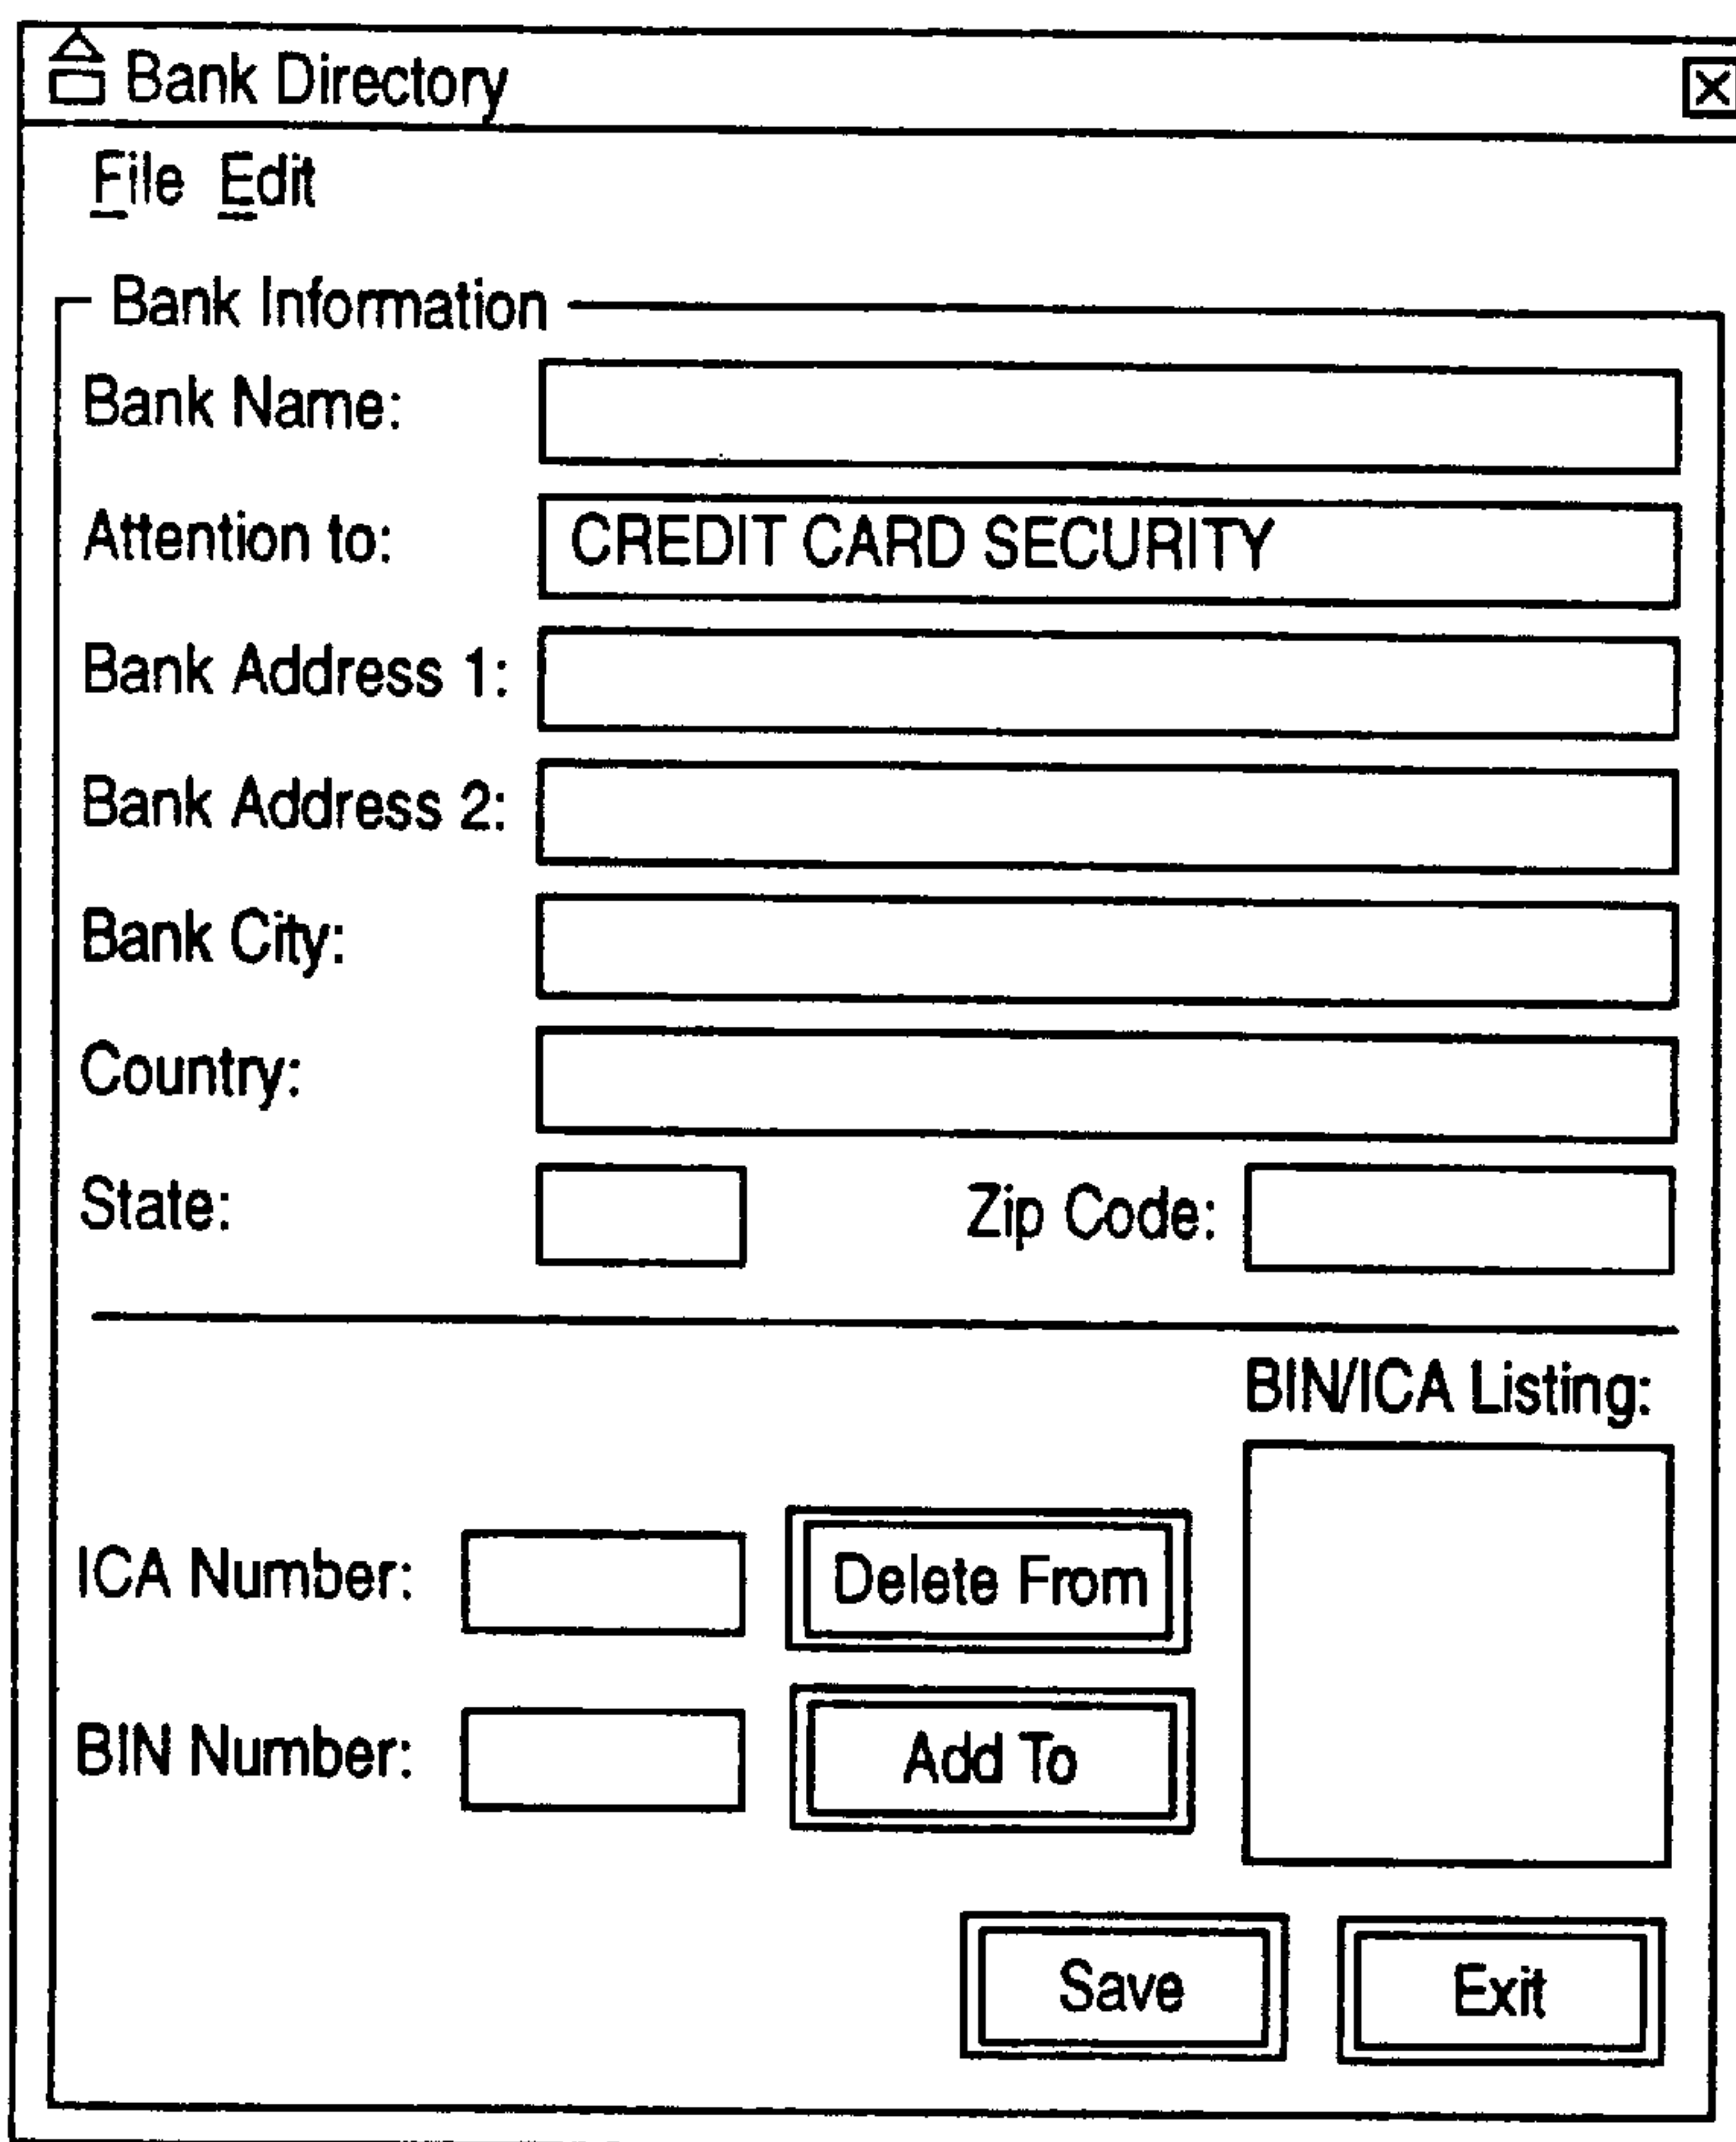 Bank Directory
File Edit
Bank Information
Bank Name:
Attention to: CREDIT CARD SECURITY
Bank Address 1:
Bank Address 2:
Bank City:
Country:
State: Zip Code:
BIN/ICA Listing:
ICA Number: Delete From
BIN Number: Add To
Save Exit